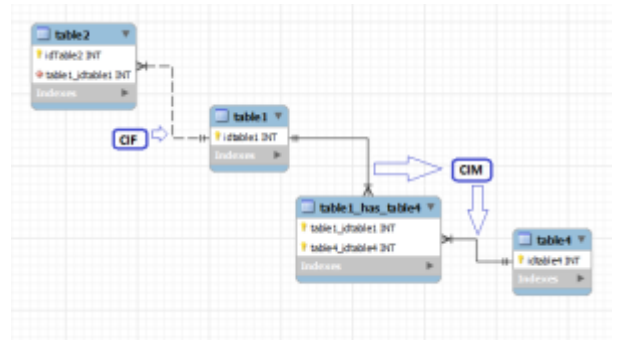 table2
idTable2 INT
table1_idtable1 INT
Indexes
CIF
table1
idtable1 INT
Indexes
CIM
table1_has_table4
table1_idtable1 INT
table4_idtable4 INT
Indexes
table4
idtable4 INT
Indexes